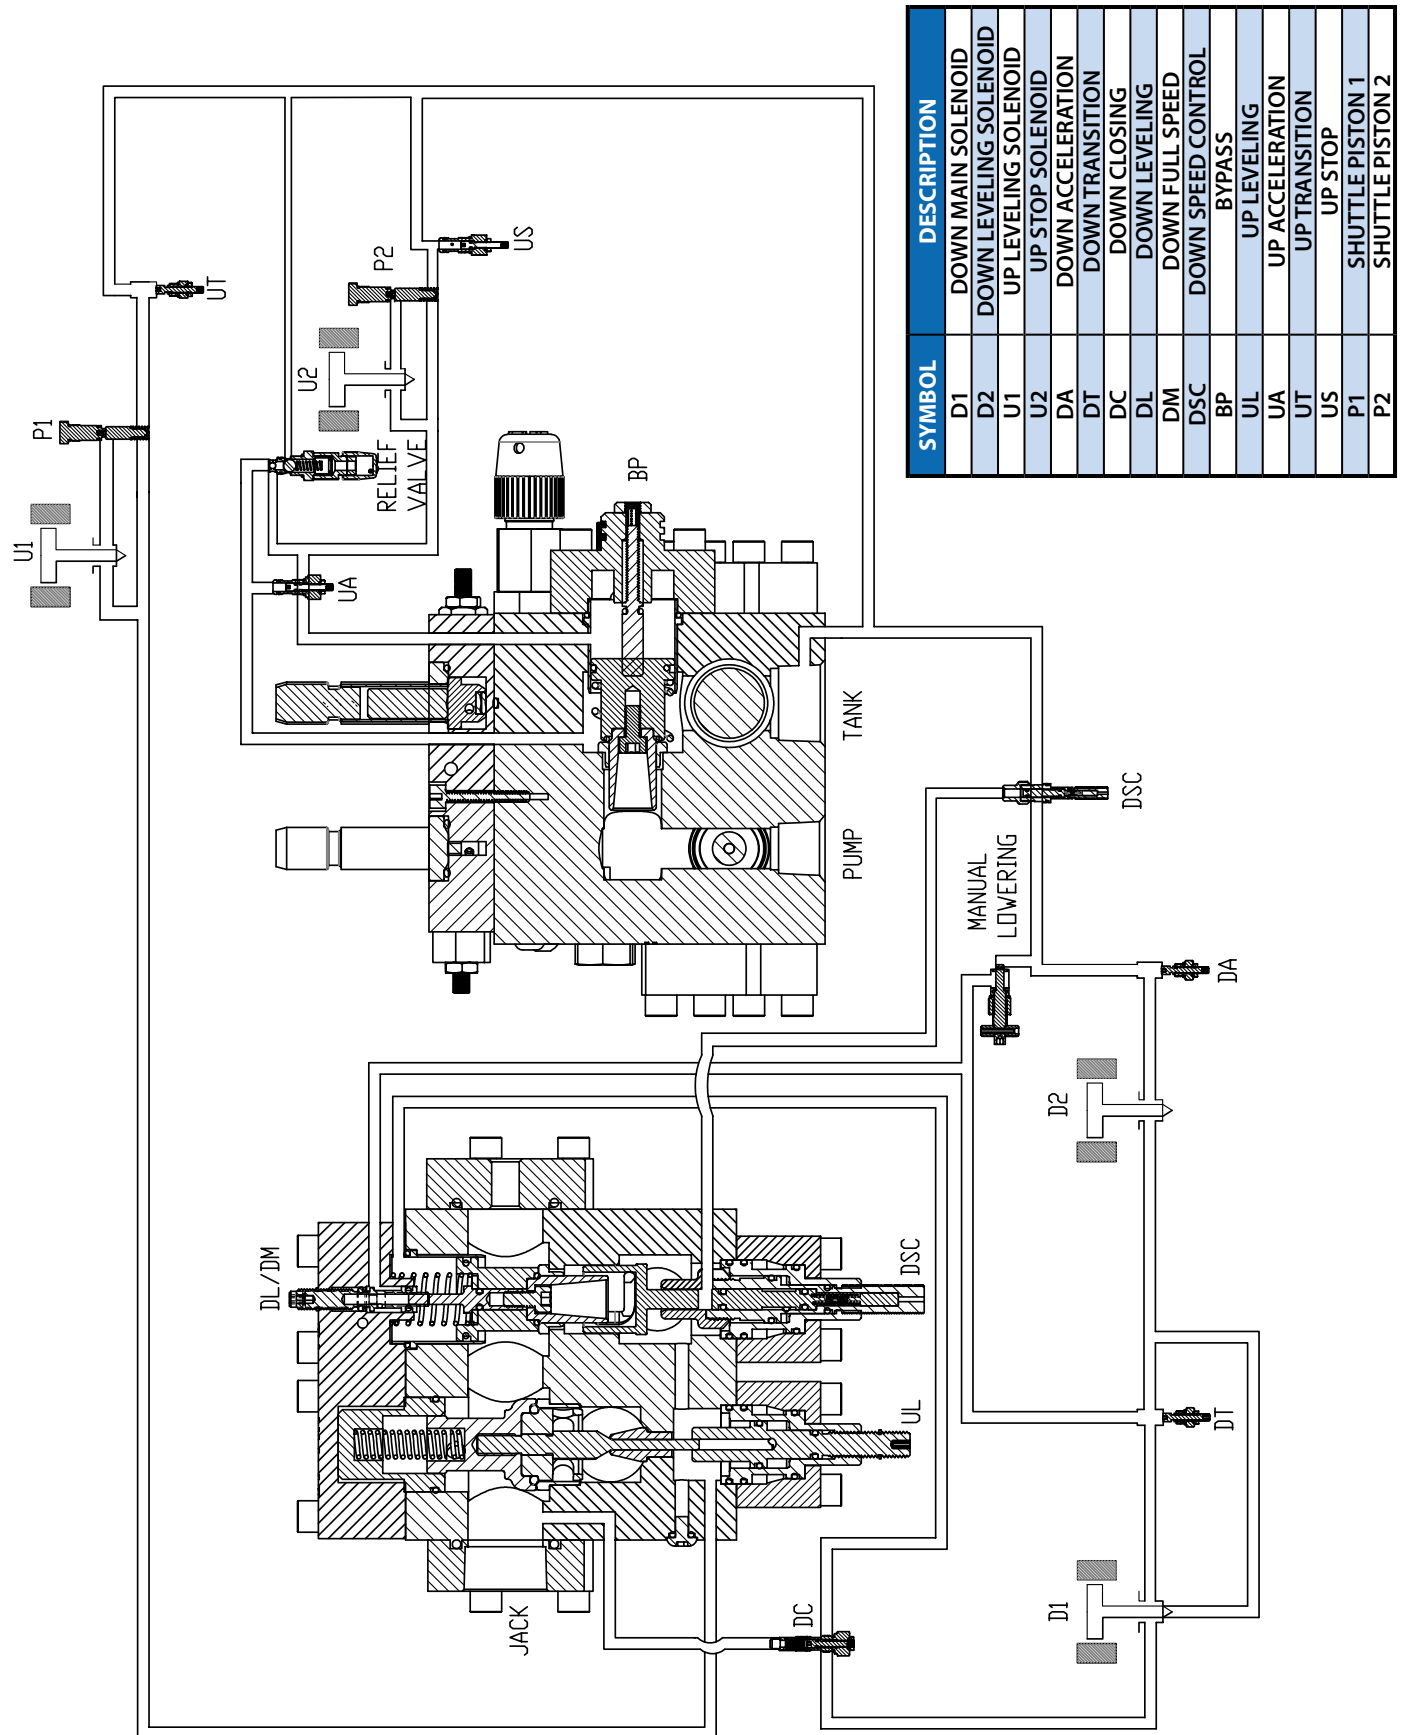 U1
P1
UT
U2
P2
US
RELIEF
VALVE
UA
BP
TANK
PUMP
DSC
MANUAL
LOWERING
DA
D2
DL/DM
DSC
UL
DT
JACK
DC
D1
SYMBOL DESCRIPTION
D1 DOWN MAIN SOLENOID
D2 DOWN LEVELING SOLENOID
U1 UP LEVELING SOLENOID
U2 UP STOP SOLENOID
DA DOWN ACCELERATION
DT DOWN TRANSITION
DC DOWN CLOSING
DL DOWN LEVELING
DM DOWN FULL SPEED
DSC DOWN SPEED CONTROL
BP BYPASS
UL UP LEVELING
UA UP ACCELERATION
UT UP TRANSITION
US UP STOP
P1 SHUTTLE PISTON 1
P2 SHUTTLE PISTON 2